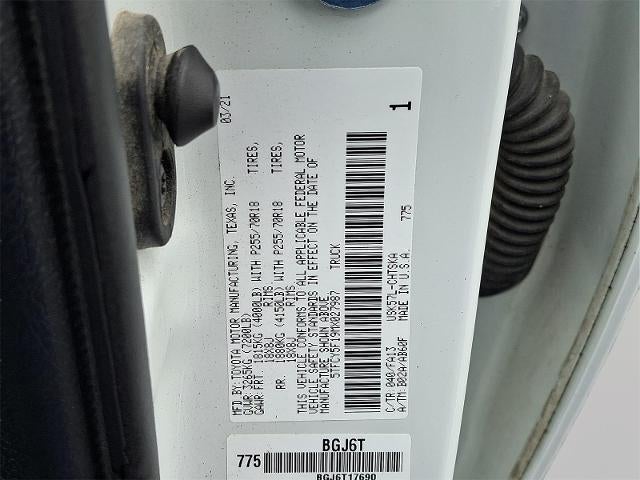 MFD.BY:TOYOTA MOTOR MANUFACTURING, TEXAS, INC. 03/21
GVWR 3265KG (7200LB)
GAWR FRT. 1815KG (4000LB) WITH P255/70R18 TIRES,
18X8J RIMS
RR. 1880KG (4150LB) WITH P255/70R18 TIRES,
18X8J RIMS
THIS VEHICLE CONFORMS TO ALL APPLICABLE FEDERAL MOTOR
VEHICLE SAFETY STANDARDS IN EFFECT ON THE DATE OF
MANUFACTURE SHOWN ABOVE.
5TFCY5F19MX027987 TRUCK
1
C/TR: 040/FA13 USK57L-CHTSKA 775
A/TM: B02A/AB60F MADE IN U.S.A.
BGJ6T
775
BGJ6T17690